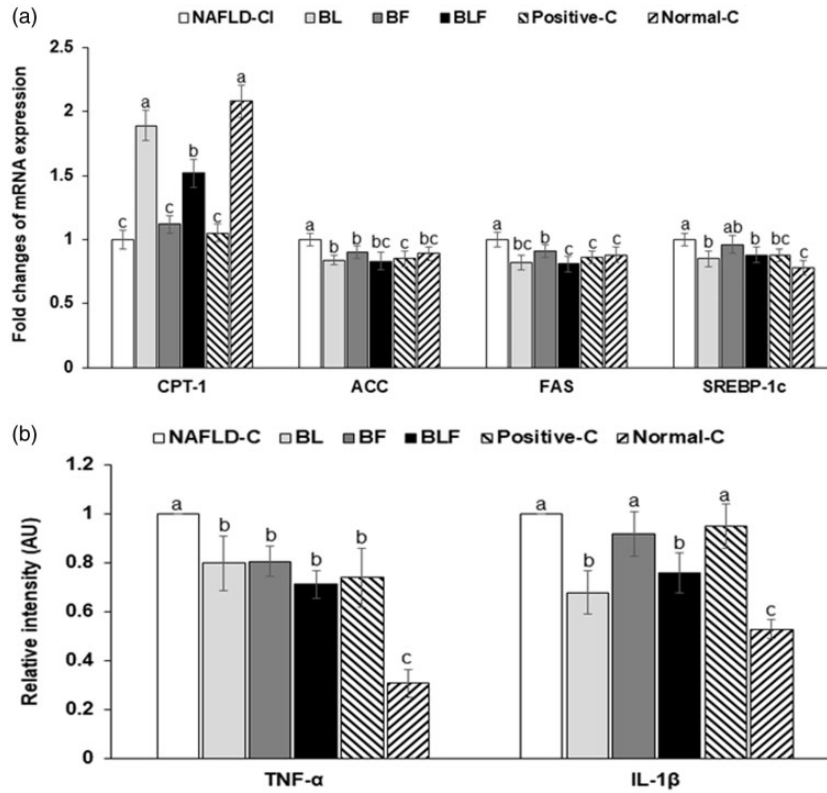 (a)
NAFLD-CI BL BF BLF Positive-C Normal-C
Fold changes of mRNA expression
2.5
2
1.5
1
0.5
0
c a c b c a
a b b bc c bc
a bc b c c c
a b ab b bc c
CPT-1 ACC FAS SREBP-1c
(b)
NAFLD-C BL BF BLF Positive-C Normal-C
Relative intensity (AU)
1.2
1
0.8
0.6
0.4
0.2
0
a b b b b c
a b a b a c
TNF-α IL-1β